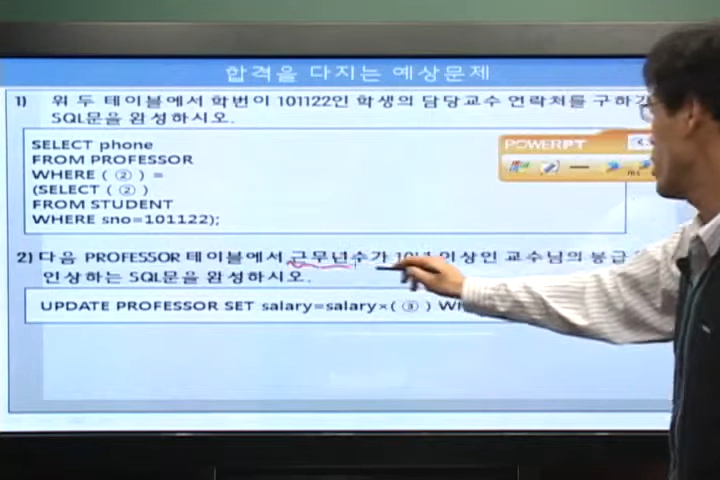 합격을 다지는 예상문제
1) 위 두 테이블에서 학번이 101122인 학생의 담당교수 연락처를 구하
SQL문을 완성하시오.
POWERPT
SELECT phone
FROM PROFESSOR
WHERE ( ② ) =
(SELECT ( ② )
FROM STUDENT
WHERE sno=101122);
2) 다음 PROFESSOR 테이블에서 근무년수가 10년 이상인 교수님의 봉급
인상하는 SQL문을 완성하시오.
UPDATE PROFESSOR SET salary=salary×( ③ )